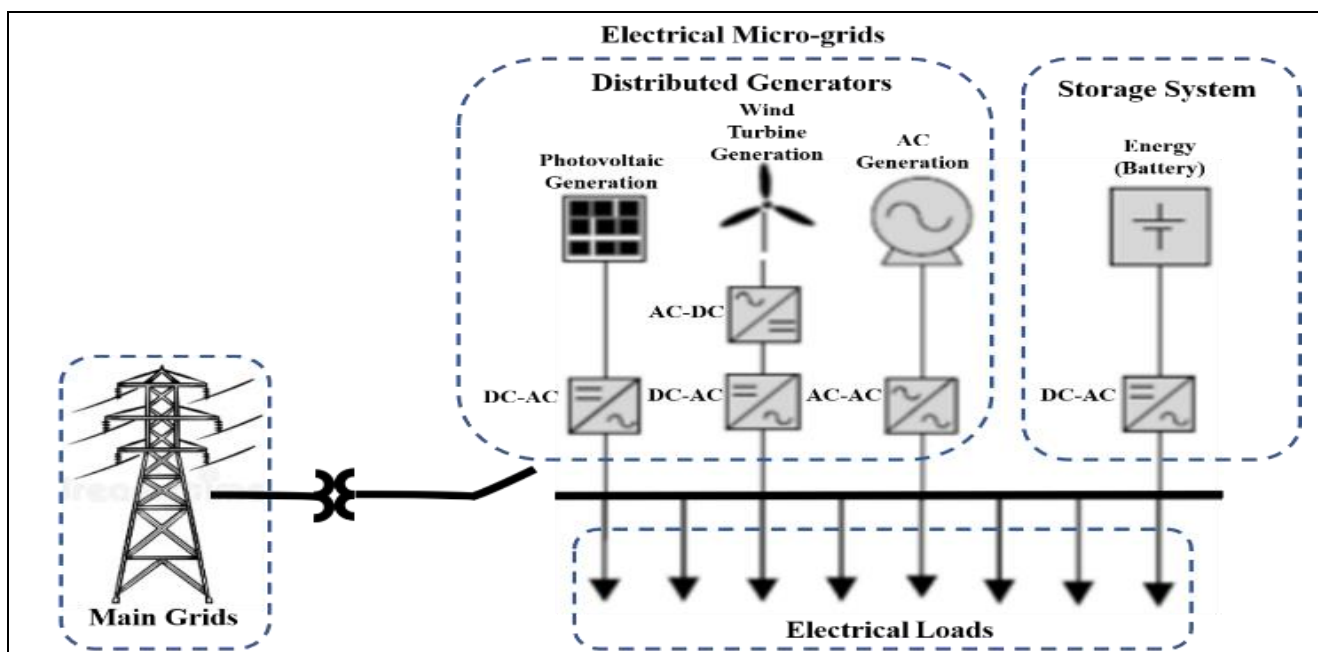 Electrical Micro-grids
Distributed Generators
Storage System
Wind
Turbine
Generation
AC
Generation
Energy
(Battery)
Photovoltaic
Generation
AC-DC
DC-AC
DC-AC
AC-AC
DC-AC
Main Grids
Electrical Loads